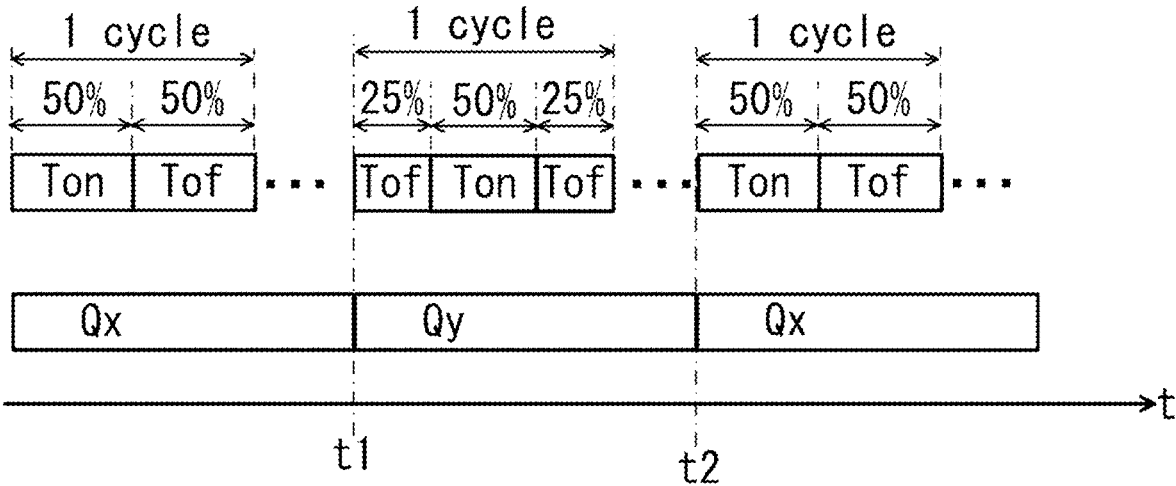 1 cycle 1 cycle 1 cycle
50% 50% 25% 50% 25% 50% 50%
Ton Tof ・・・ Tof Ton Tof ・・・ Ton Tof ・・・
Qx Qy Qx
t
t1 t2